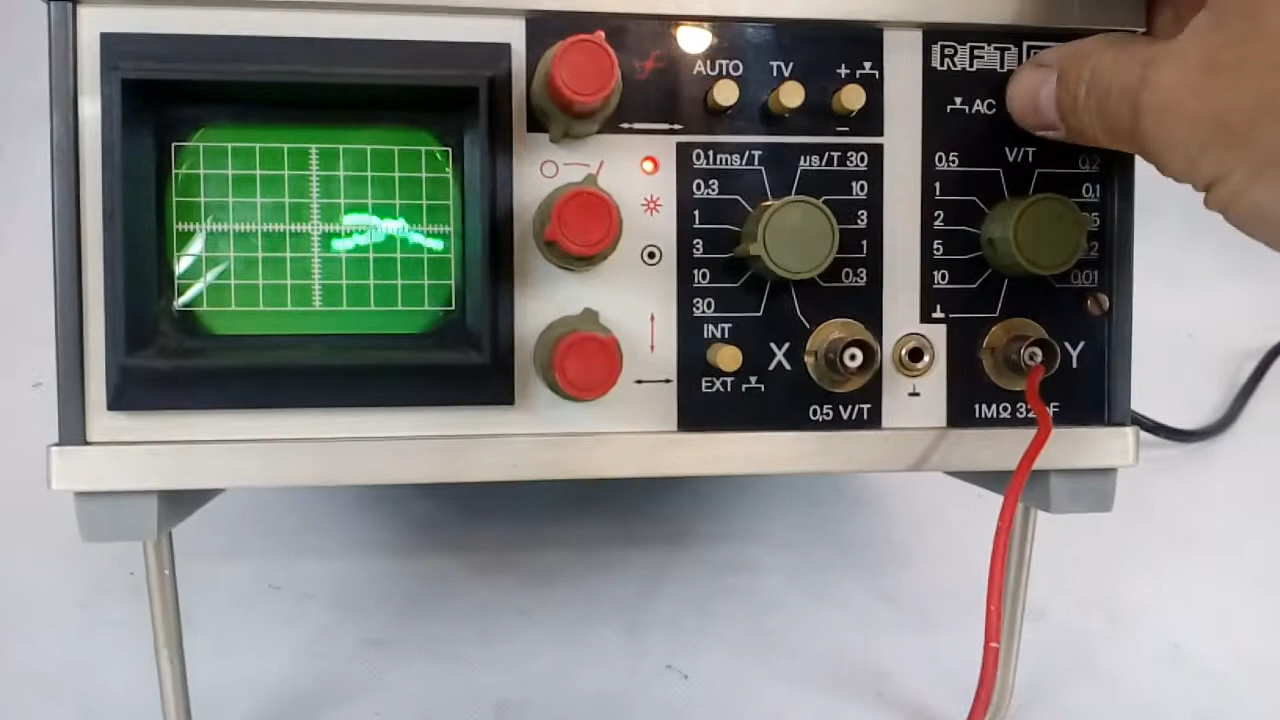 RFT
AUTO TV + -
AC
0,1ms/T µs/T 30
0,3 10
1 3
3 1
10 0,3
30
INT
EXT
X
0,5 V/T
V/T
0,5 0,2
1 0,1
2
5
10 0,01
Y
1MΩ 32pF